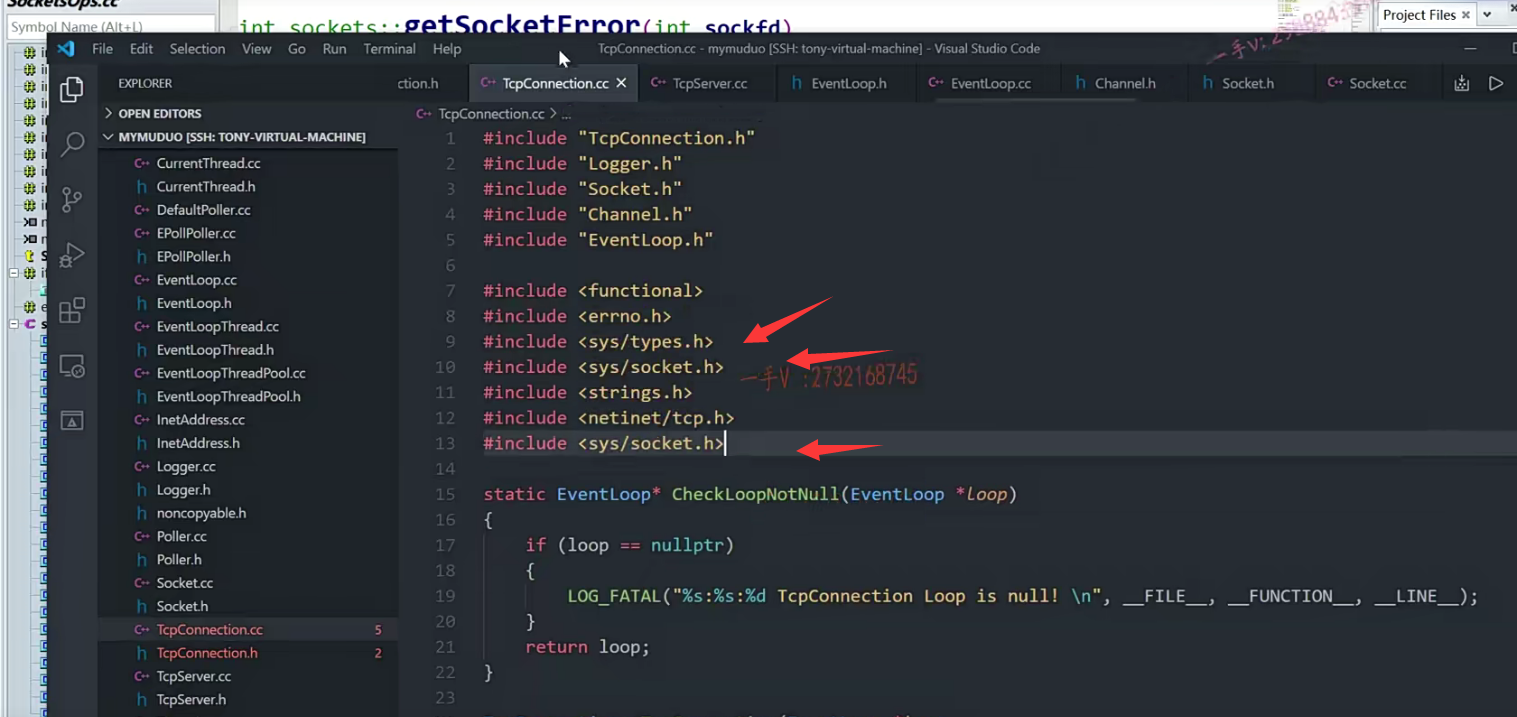 SocketsOps.cc
Symbol Name (Alt+L)
int sockets::getSocketError(int sockfd)
Project Files
File Edit Selection View Go Run Terminal Help
TcpConnection.cc - mymuduo [SSH: tony-virtual-machine] - Visual Studio Code
EXPLORER
ction.h
TcpConnection.cc
TcpServer.cc
EventLoop.h
EventLoop.cc
Channel.h
Socket.h
Socket.cc
OPEN EDITORS
MYMUDUO [SSH: TONY-VIRTUAL-MACHINE]
CurrentThread.cc
CurrentThread.h
DefaultPoller.cc
EPollPoller.cc
EPollPoller.h
EventLoop.cc
EventLoop.h
EventLoopThread.cc
EventLoopThread.h
EventLoopThreadPool.cc
EventLoopThreadPool.h
InetAddress.cc
InetAddress.h
Logger.cc
Logger.h
noncopyable.h
Poller.cc
Poller.h
Socket.cc
Socket.h
TcpConnection.cc 5
TcpConnection.h 2
TcpServer.cc
TcpServer.h
TcpConnection.cc > ...
1 #include "TcpConnection.h"
2 #include "Logger.h"
3 #include "Socket.h"
4 #include "Channel.h"
5 #include "EventLoop.h"
6
7 #include <functional>
8 #include <errno.h>
9 #include <sys/types.h>
10 #include <sys/socket.h>
11 #include <strings.h>
12 #include <netinet/tcp.h>
13 #include <sys/socket.h>
14
15 static EventLoop* CheckLoopNotNull(EventLoop *loop)
16 {
17 if (loop == nullptr)
18 {
19 LOG_FATAL("%s:%s:%d TcpConnection Loop is null! \n", __FILE__, __FUNCTION__, __LINE__);
20 }
21 return loop;
22 }
23
一手V :2732168745